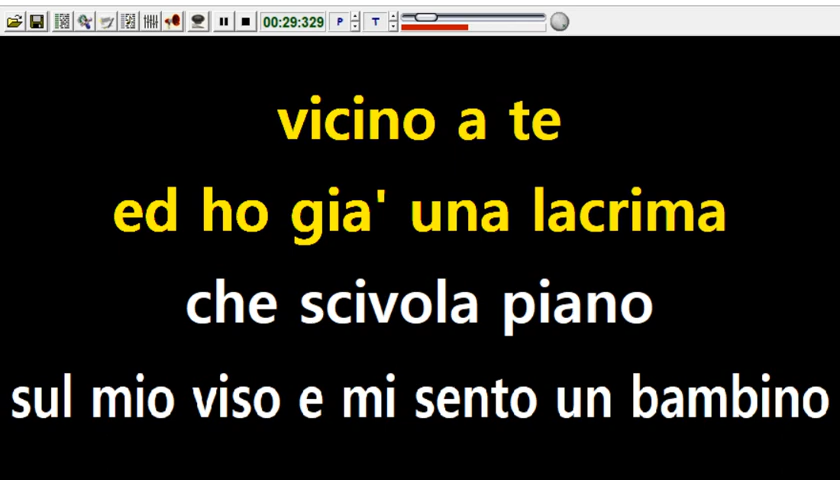 00:29:329 P T
vicino a te
ed ho gia' una lacrima
che scivola piano
sul mio viso e mi sento un bambino